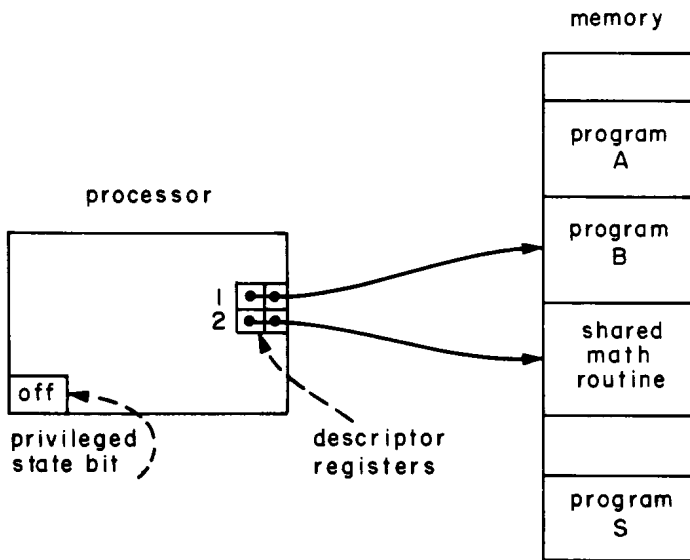 memory
program
A
processor
program
B
1
2
shared
math
routine
off
privileged
state bit
descriptor
registers
program
S